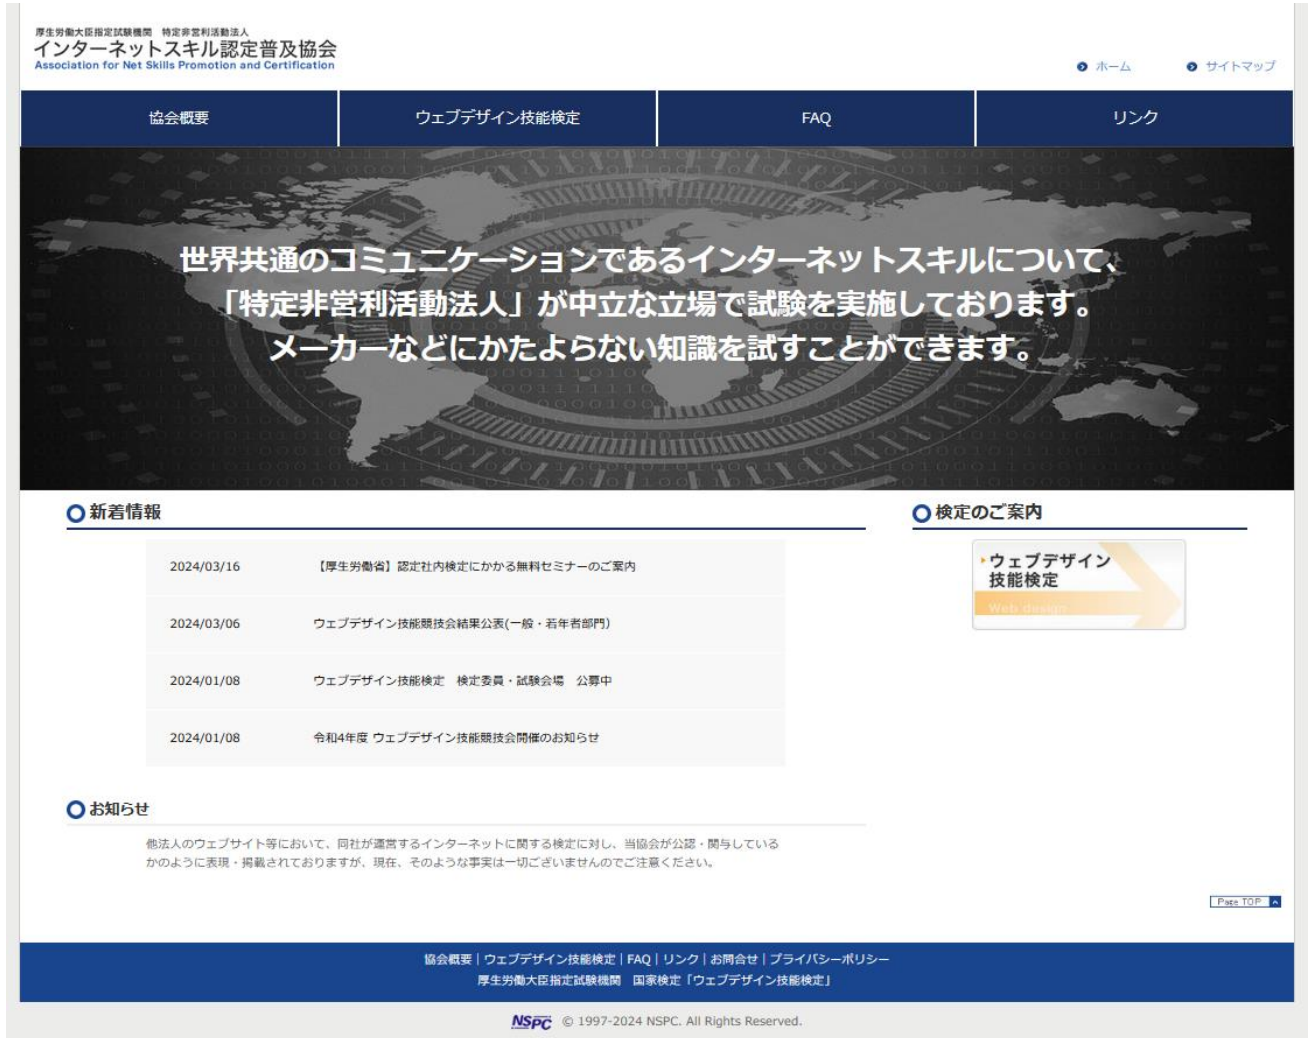 厚生労働大臣指定試験機関 特定非営利活動法人
インターネットスキル認定普及協会
Association for Net Skills Promotion and Certification
ホーム サイトマップ
協会概要 ウェブデザイン技能検定 FAQ リンク
世界共通のコミュニケーションであるインターネットスキルについて、
「特定非営利活動法人」が中立な立場で試験を実施しております。
メーカーなどにかたよらない知識を試すことができます。
新着情報
2024/03/16 【厚生労働省】認定社内検定にかかる無料セミナーのご案内
2024/03/06 ウェブデザイン技能競技会結果公表(一般・若年者部門)
2024/01/08 ウェブデザイン技能検定 検定委員・試験会場 公募中
2024/01/08 令和4年度 ウェブデザイン技能競技会開催のお知らせ
検定のご案内
ウェブデザイン
技能検定
Web design
お知らせ
他法人のウェブサイト等において、同社が運営するインターネットに関する検定に対し、当協会が公認・関与している
かのように表現・掲載されておりますが、現在、そのような事実は一切ございませんのでご注意ください。
Page TOP
協会概要｜ウェブデザイン技能検定｜FAQ｜リンク｜お問合せ｜プライバシーポリシー
厚生労働大臣指定試験機関 国家検定「ウェブデザイン技能検定」
NSPC © 1997-2024 NSPC. All Rights Reserved.